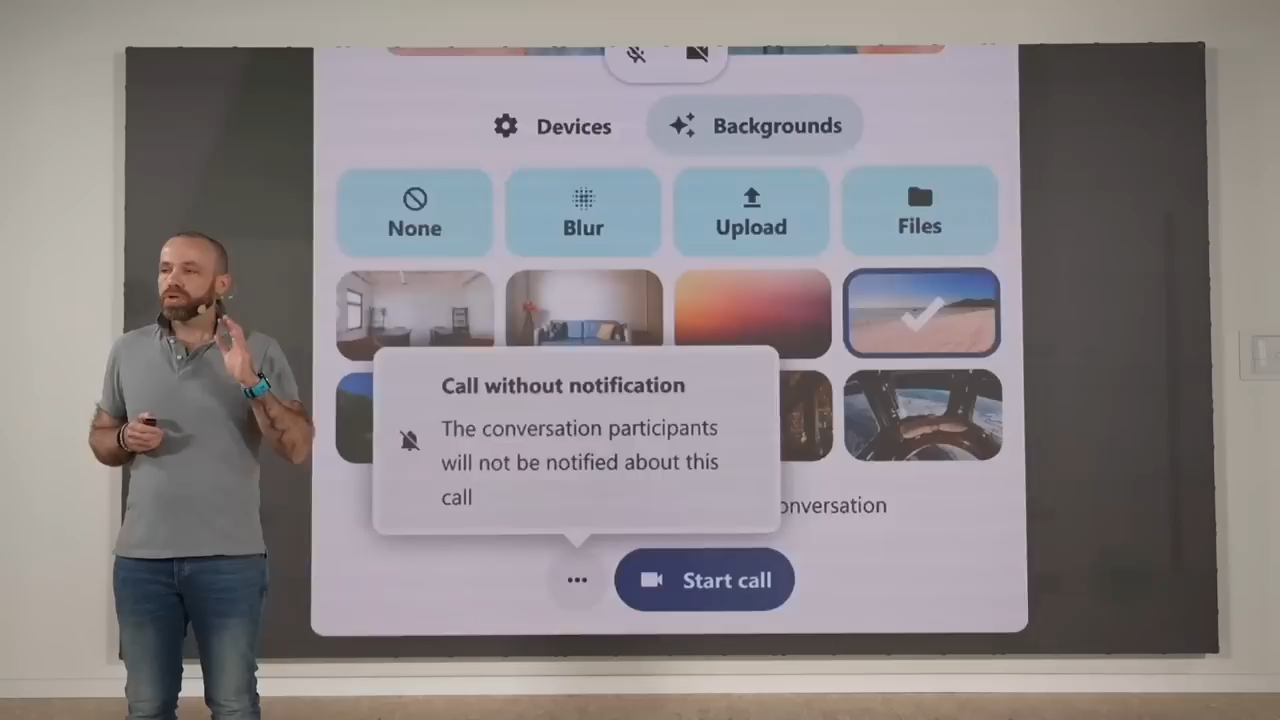 Devices
Backgrounds
None
Blur
Upload
Files
Call without notification
The conversation participants
will not be notified about this
call
Start call